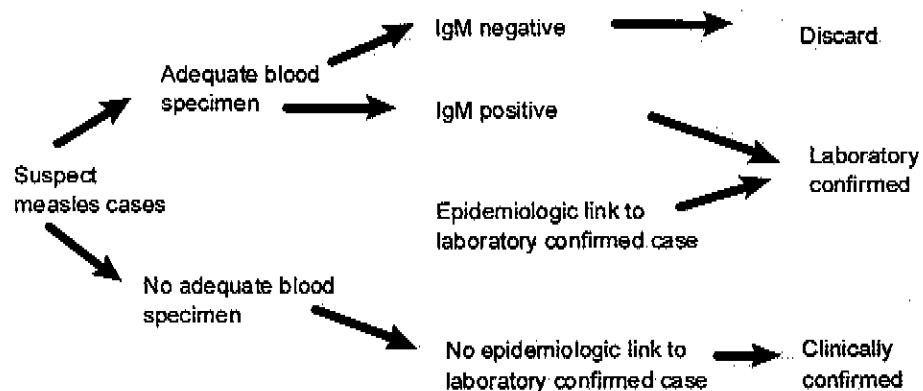 IgM negative
Discard
Adequate blood
specimen
IgM positive
Suspect
measles cases
Laboratory
confirmed
Epidemiologic link to
laboratory confirmed case
No adequate blood
specimen
No epidemiologic link to
laboratory confirmed case
Clinically
confirmed